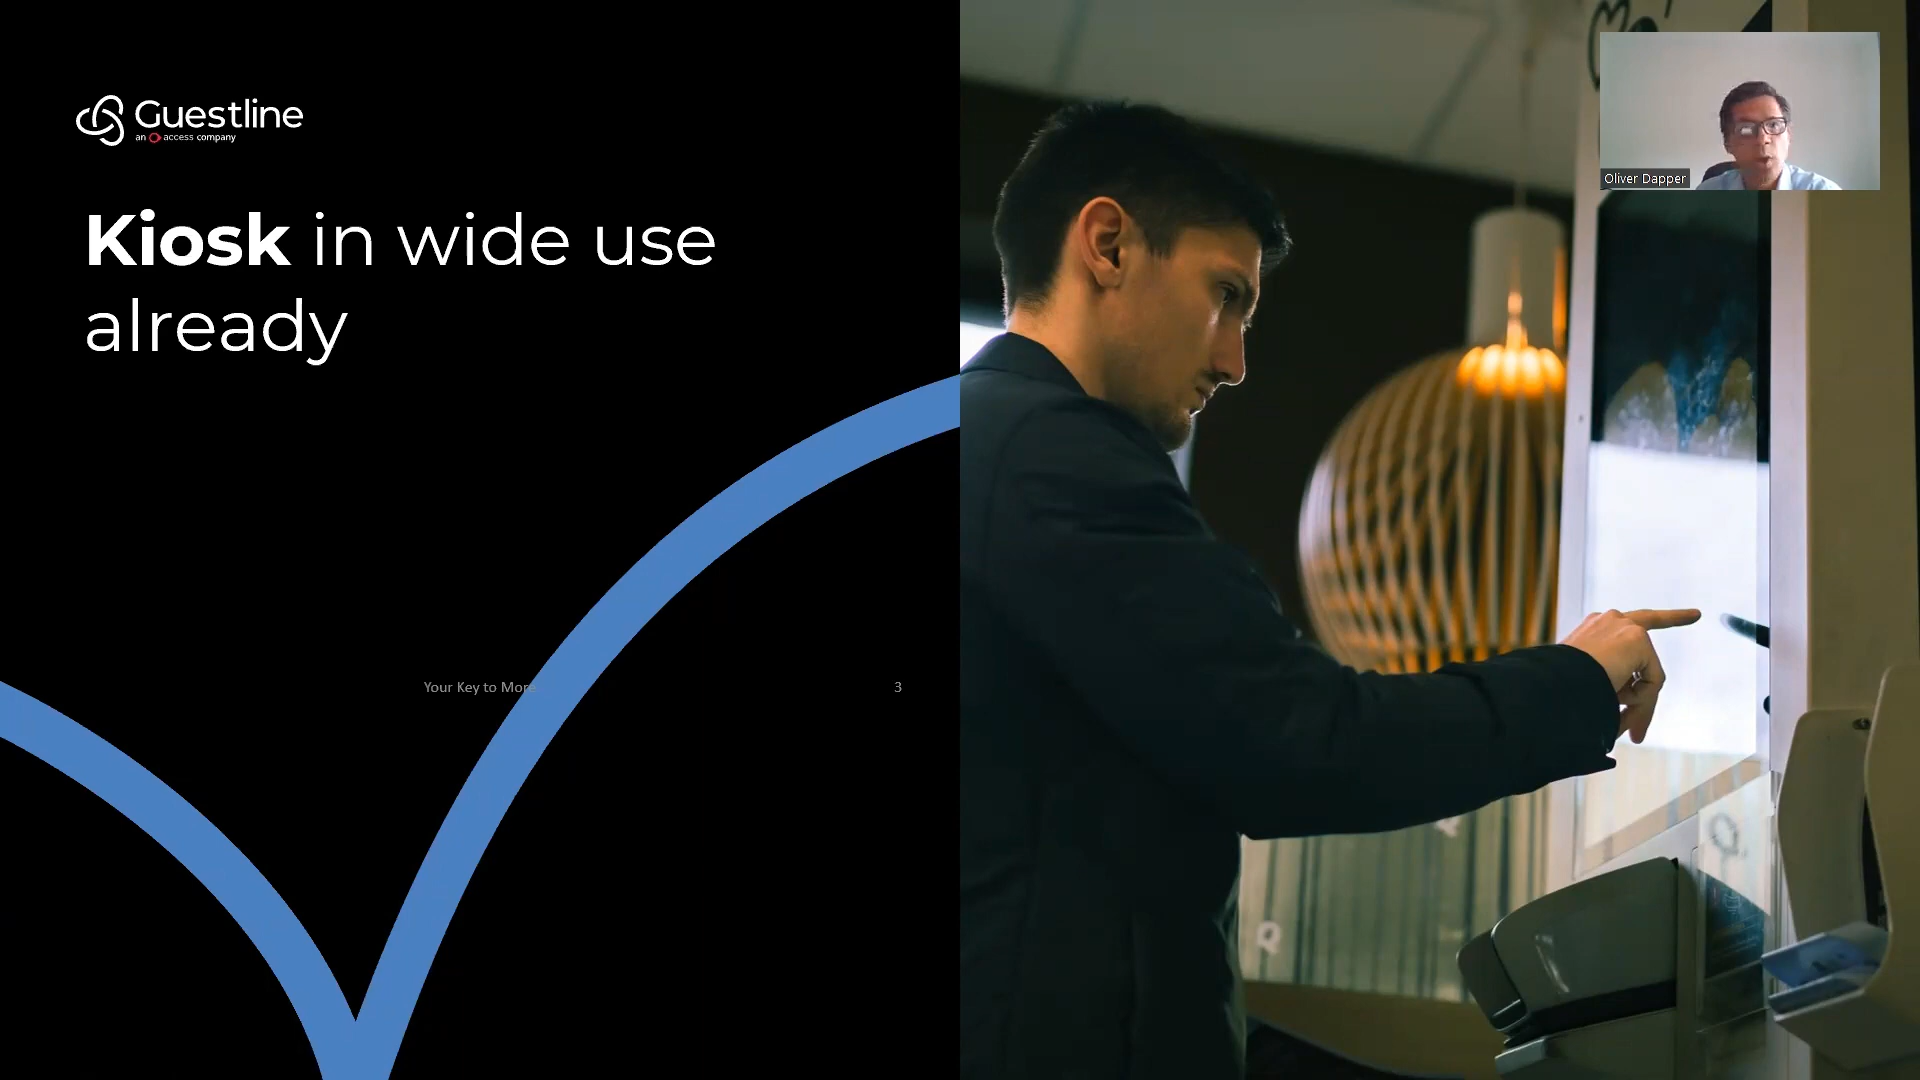 Guestline
an access company
Kiosk in wide use
already
Your Key to More
3
Oliver Dapper